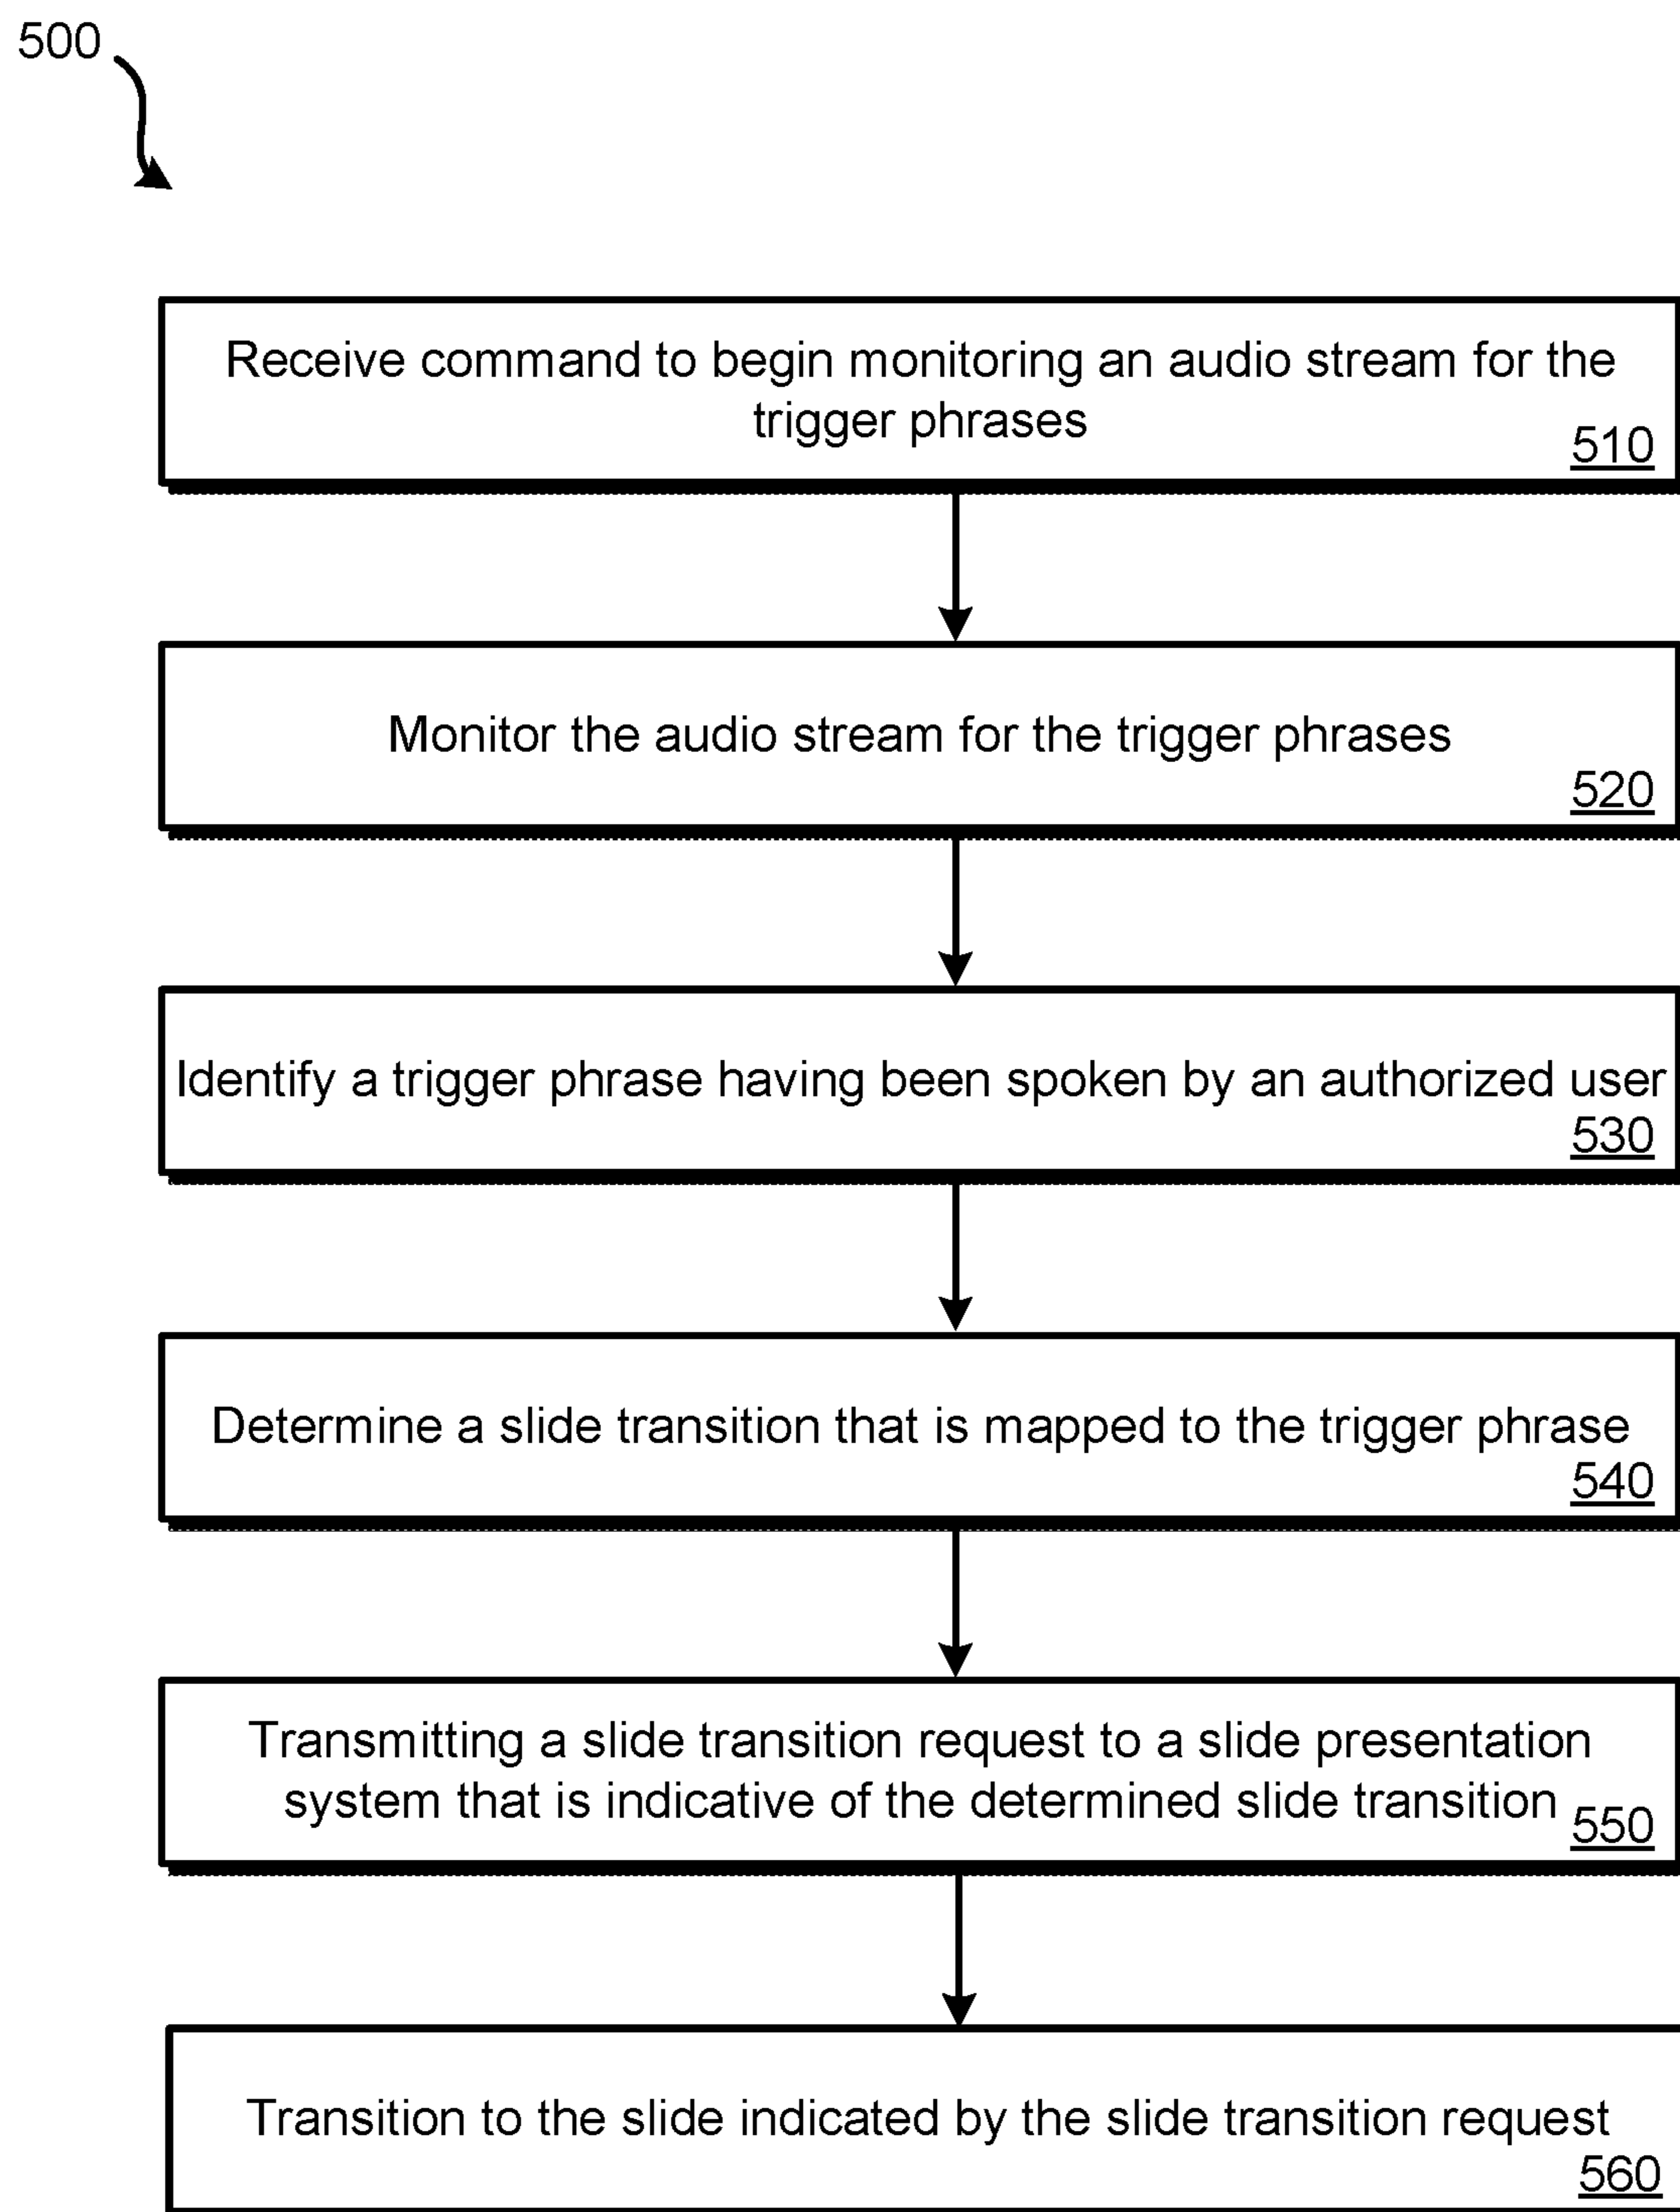 500
Receive command to begin monitoring an audio stream for the
trigger phrases
510
Monitor the audio stream for the trigger phrases
520
Identify a trigger phrase having been spoken by an authorized user
530
Determine a slide transition that is mapped to the trigger phrase
540
Transmitting a slide transition request to a slide presentation
system that is indicative of the determined slide transition
550
Transition to the slide indicated by the slide transition request
560